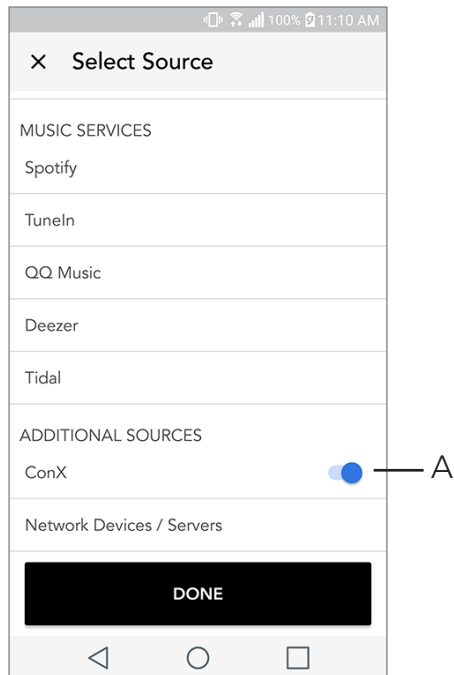 100% 11:10 AM
Select Source
MUSIC SERVICES
Spotify
TuneIn
QQ Music
Deezer
Tidal
ADDITIONAL SOURCES
ConX
A
Network Devices / Servers
DONE